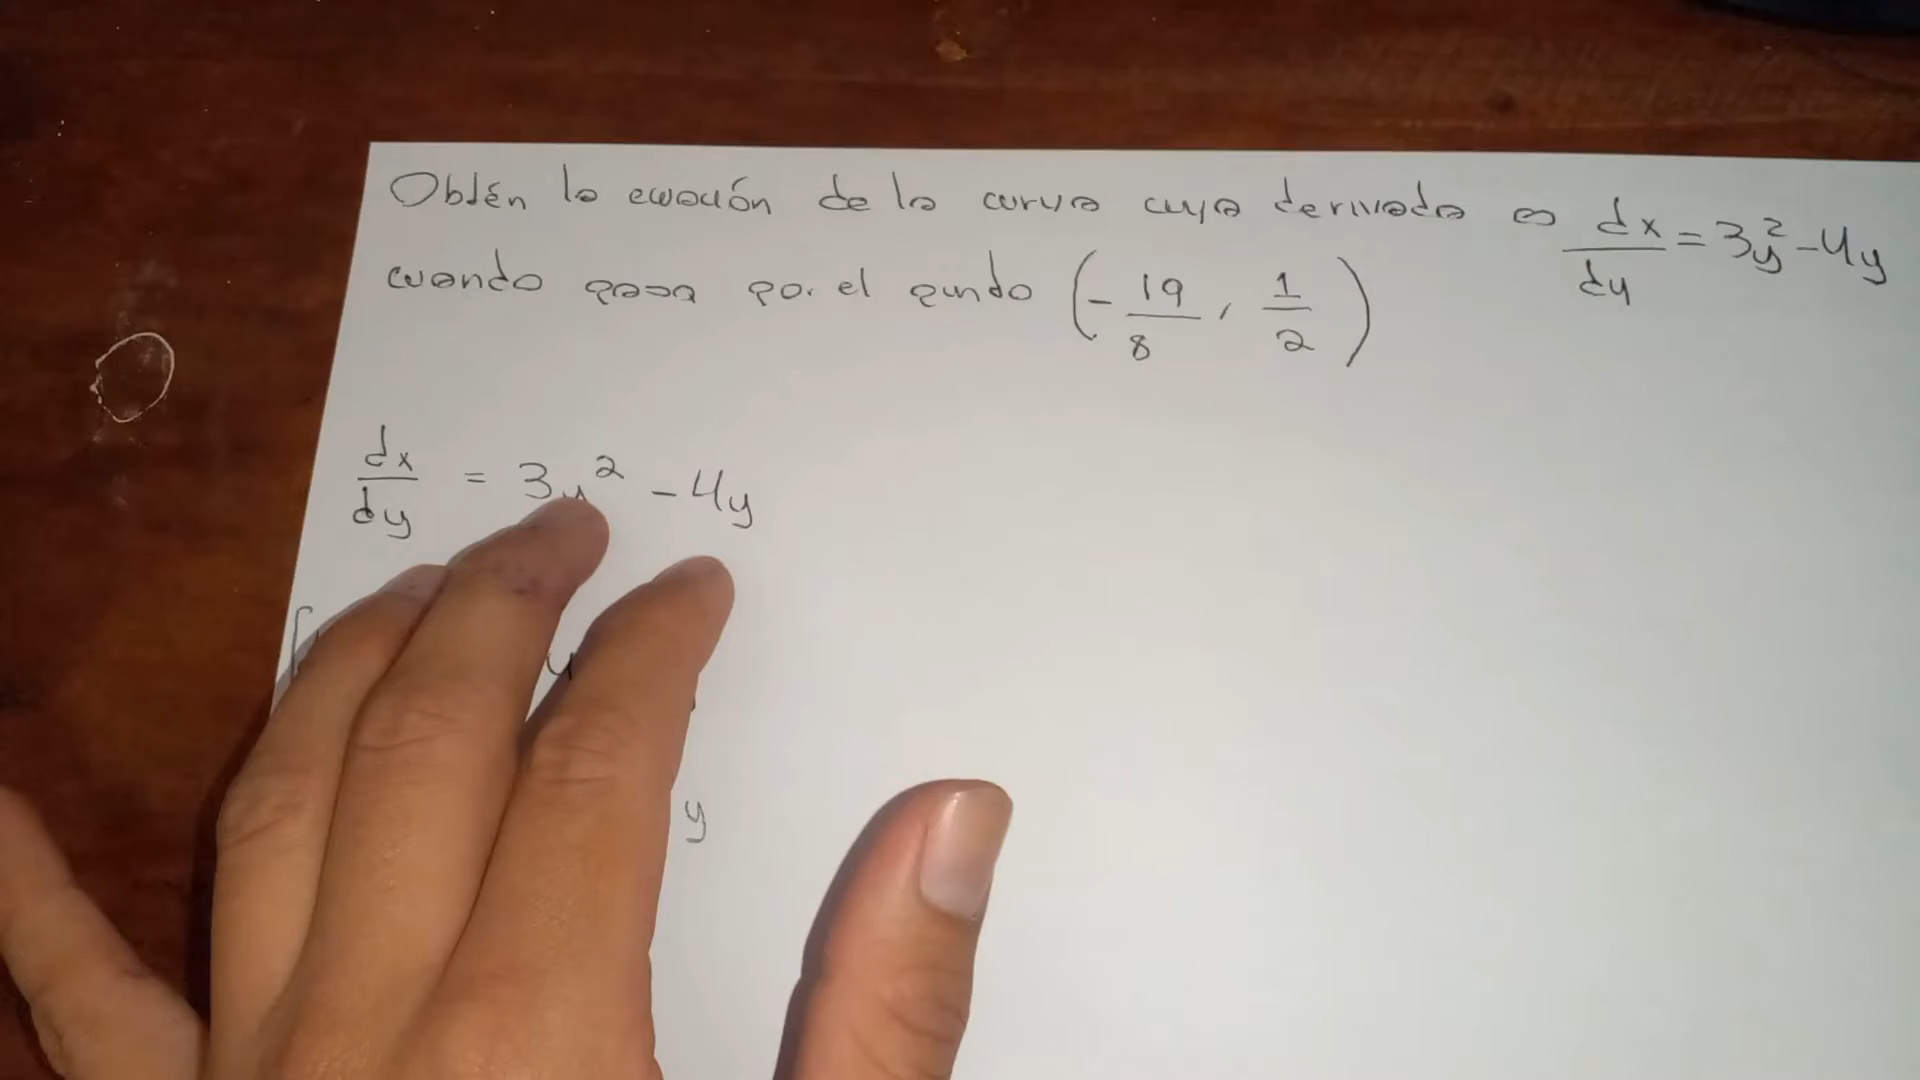 Obtén la ecuación de la curva cuya derivada es dx/dy = 3y² - 4y
cuando pasa por el punto (-19/8, 1/2)
dx/dy = 3y² - 4y
∫
y
y